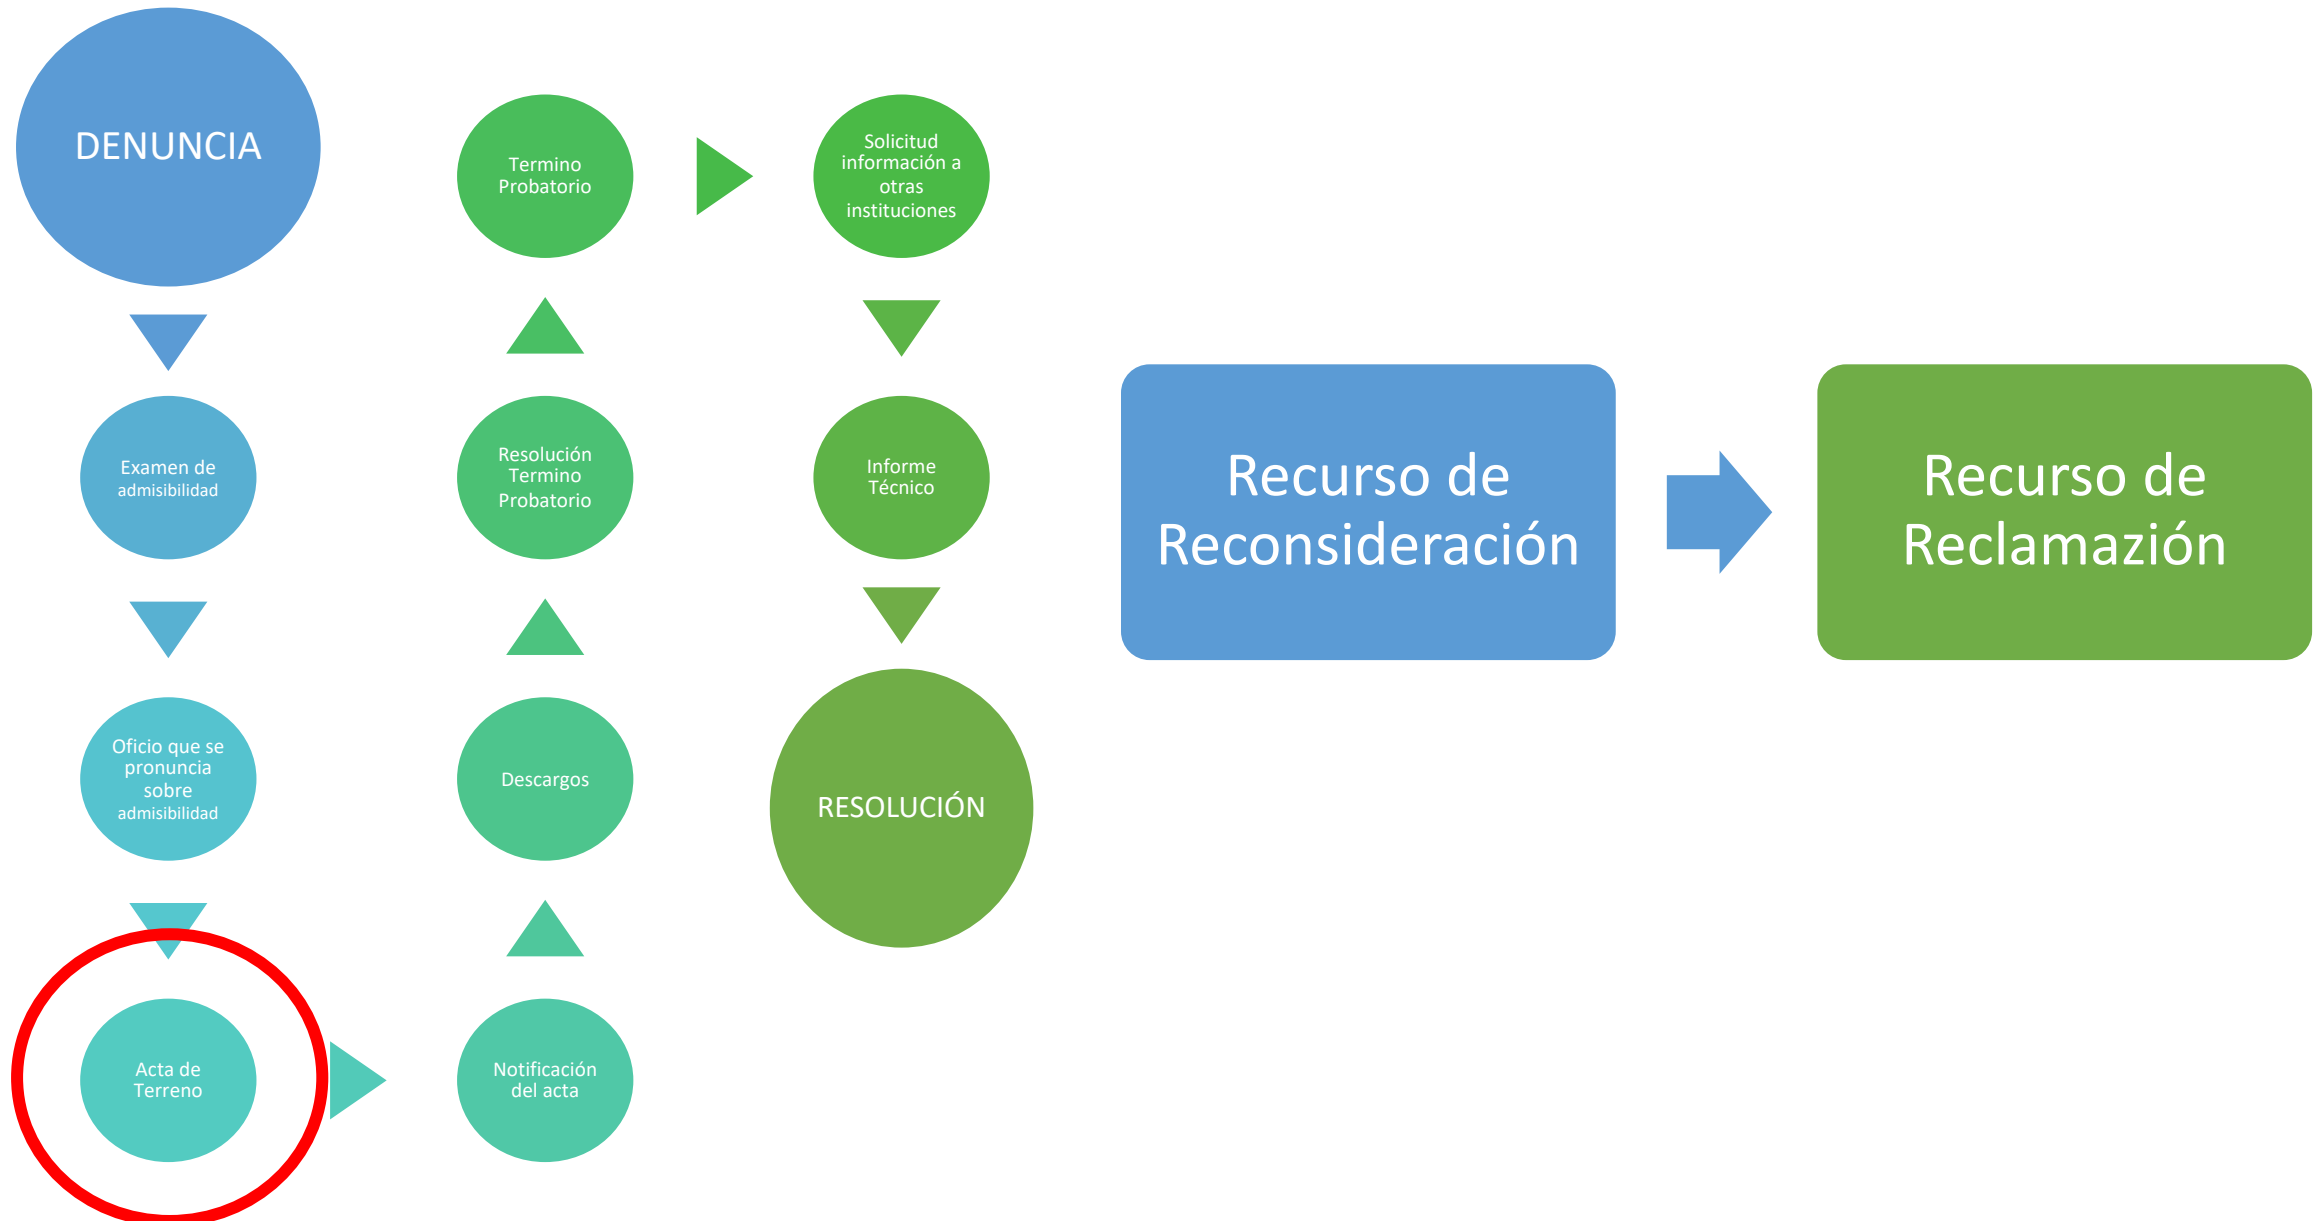 DENUNCIA
Examen de
admisibilidad
Oficio que se
pronuncia
sobre
admisibilidad
Acta de
Terreno
Notificación
del acta
Descargos
Resolución
Termino
Probatorio
Termino
Probatorio
Solicitud
información a
otras
instituciones
Informe
Técnico
RESOLUCIÓN
Recurso de
Reconsideración
Recurso de
Reclamazión